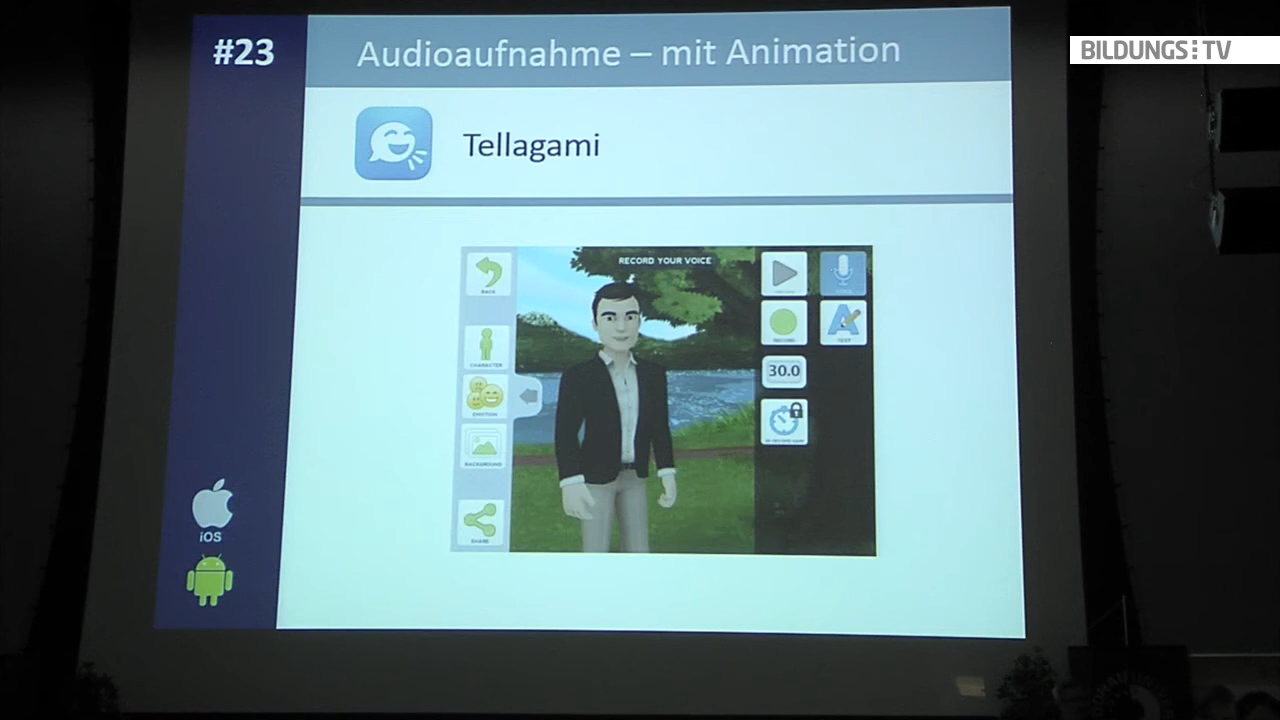 #23
Audioaufnahme – mit Animation
BILDUNGS:TV
Tellagami
RECORD YOUR VOICE
BACK
CHARACTER
EMOTION
BACKGROUND
SHARE
RECORD
TEXT
30.0
iOS